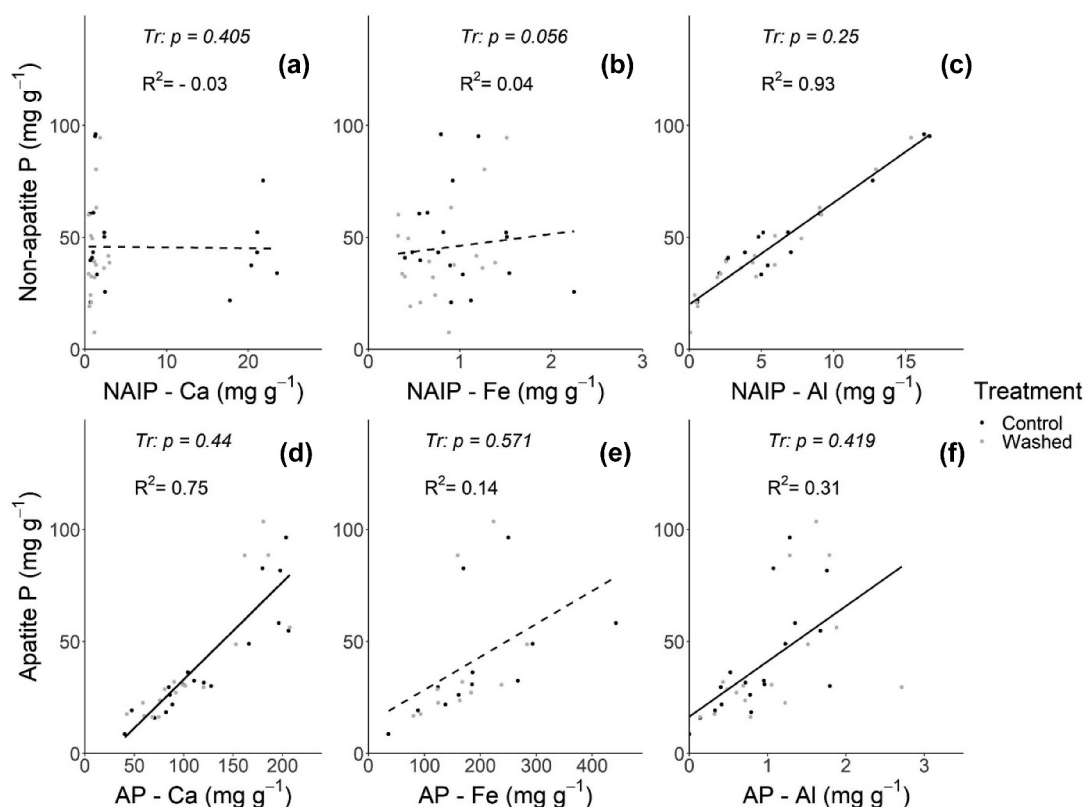 Tr: p = 0.405
(a)
R²= - 0.03
Non-apatite P (mg g⁻¹)
100
50
0
0 10 20
NAIP - Ca (mg g⁻¹)
Tr: p = 0.056
(b)
R²= 0.04
0 1 2 3
NAIP - Fe (mg g⁻¹)
Tr: p = 0.25
(c)
R²= 0.93
0 5 10 15
NAIP - Al (mg g⁻¹)
Treatment
Control
Washed
Tr: p = 0.44
(d)
R²= 0.75
Apatite P (mg g⁻¹)
100
50
0
0 50 100 150 200
AP - Ca (mg g⁻¹)
Tr: p = 0.571
(e)
R²= 0.14
0 100 200 300 400
AP - Fe (mg g⁻¹)
Tr: p = 0.419
(f)
R²= 0.31
0 1 2 3
AP - Al (mg g⁻¹)